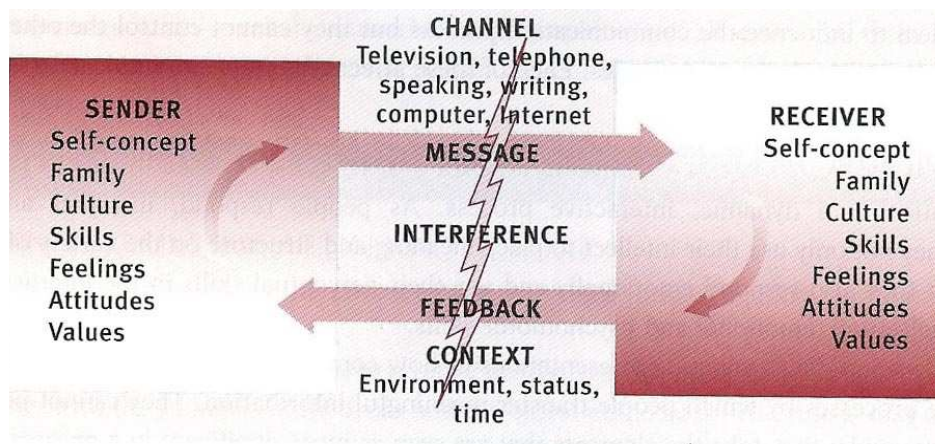 CHANNEL
Television, telephone,
speaking, writing,
computer, Internet
SENDER
Self-concept
Family
Culture
Skills
Feelings
Attitudes
Values
MESSAGE
INTERFERENCE
FEEDBACK
CONTEXT
Environment, status,
time
RECEIVER
Self-concept
Family
Culture
Skills
Feelings
Attitudes
Values